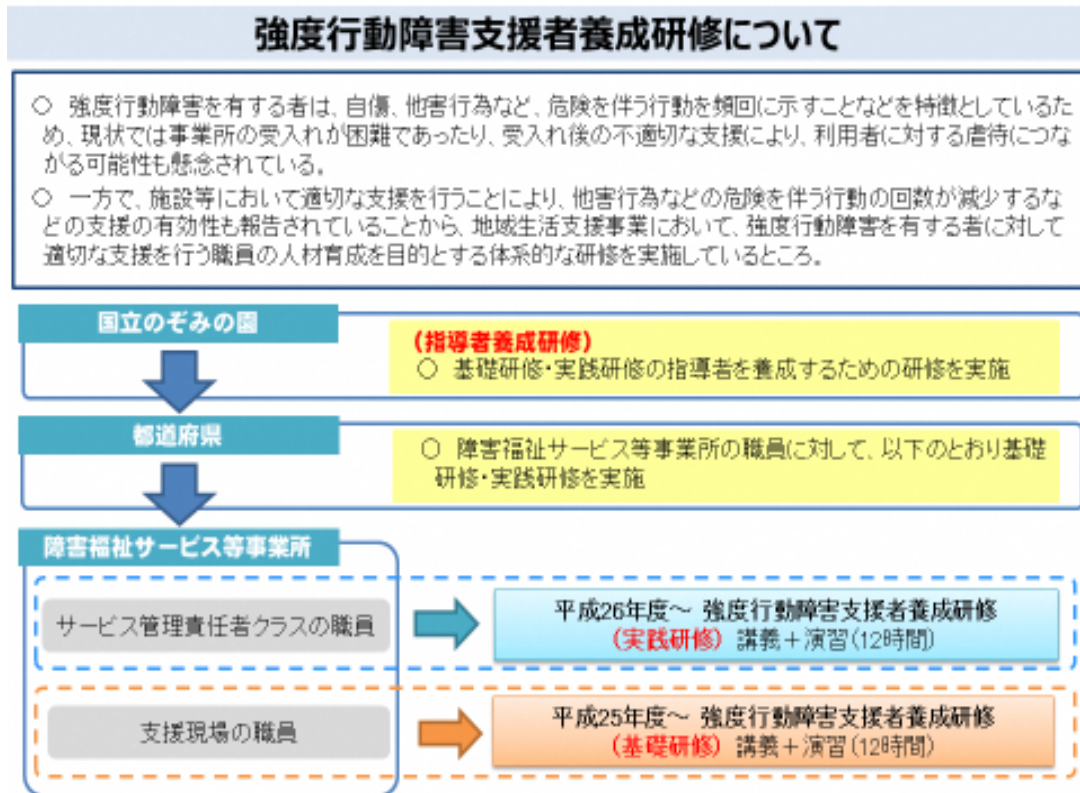 強度行動障害支援者養成研修について
○ 強度行動障害を有する者は、自傷、他害行為など、危険を伴う行動を頻回に示すことなどを特徴としているた
め、現状では事業所の受入れが困難であったり、受入れ後の不適切な支援により、利用者に対する虐待につな
がる可能性も懸念されている。
○ 一方で、施設等において適切な支援を行うことにより、他害行為などの危険を伴う行動の回数が減少するな
どの支援の有効性も報告されていることから、地域生活支援事業において、強度行動障害を有する者に対して
適切な支援を行う職員の人材育成を目的とする体系的な研修を実施しているところ。
国立のぞみの園
(指導者養成研修)
○ 基礎研修・実践研修の指導者を養成するための研修を実施
都道府県
○ 障害福祉サービス等事業所の職員に対して、以下のとおり基礎
研修・実践研修を実施
障害福祉サービス等事業所
サービス管理責任者クラスの職員
平成26年度~ 強度行動障害支援者養成研修
(実践研修) 講義+演習(12時間)
支援現場の職員
平成25年度~ 強度行動障害支援者養成研修
(基礎研修) 講義+演習(12時間)